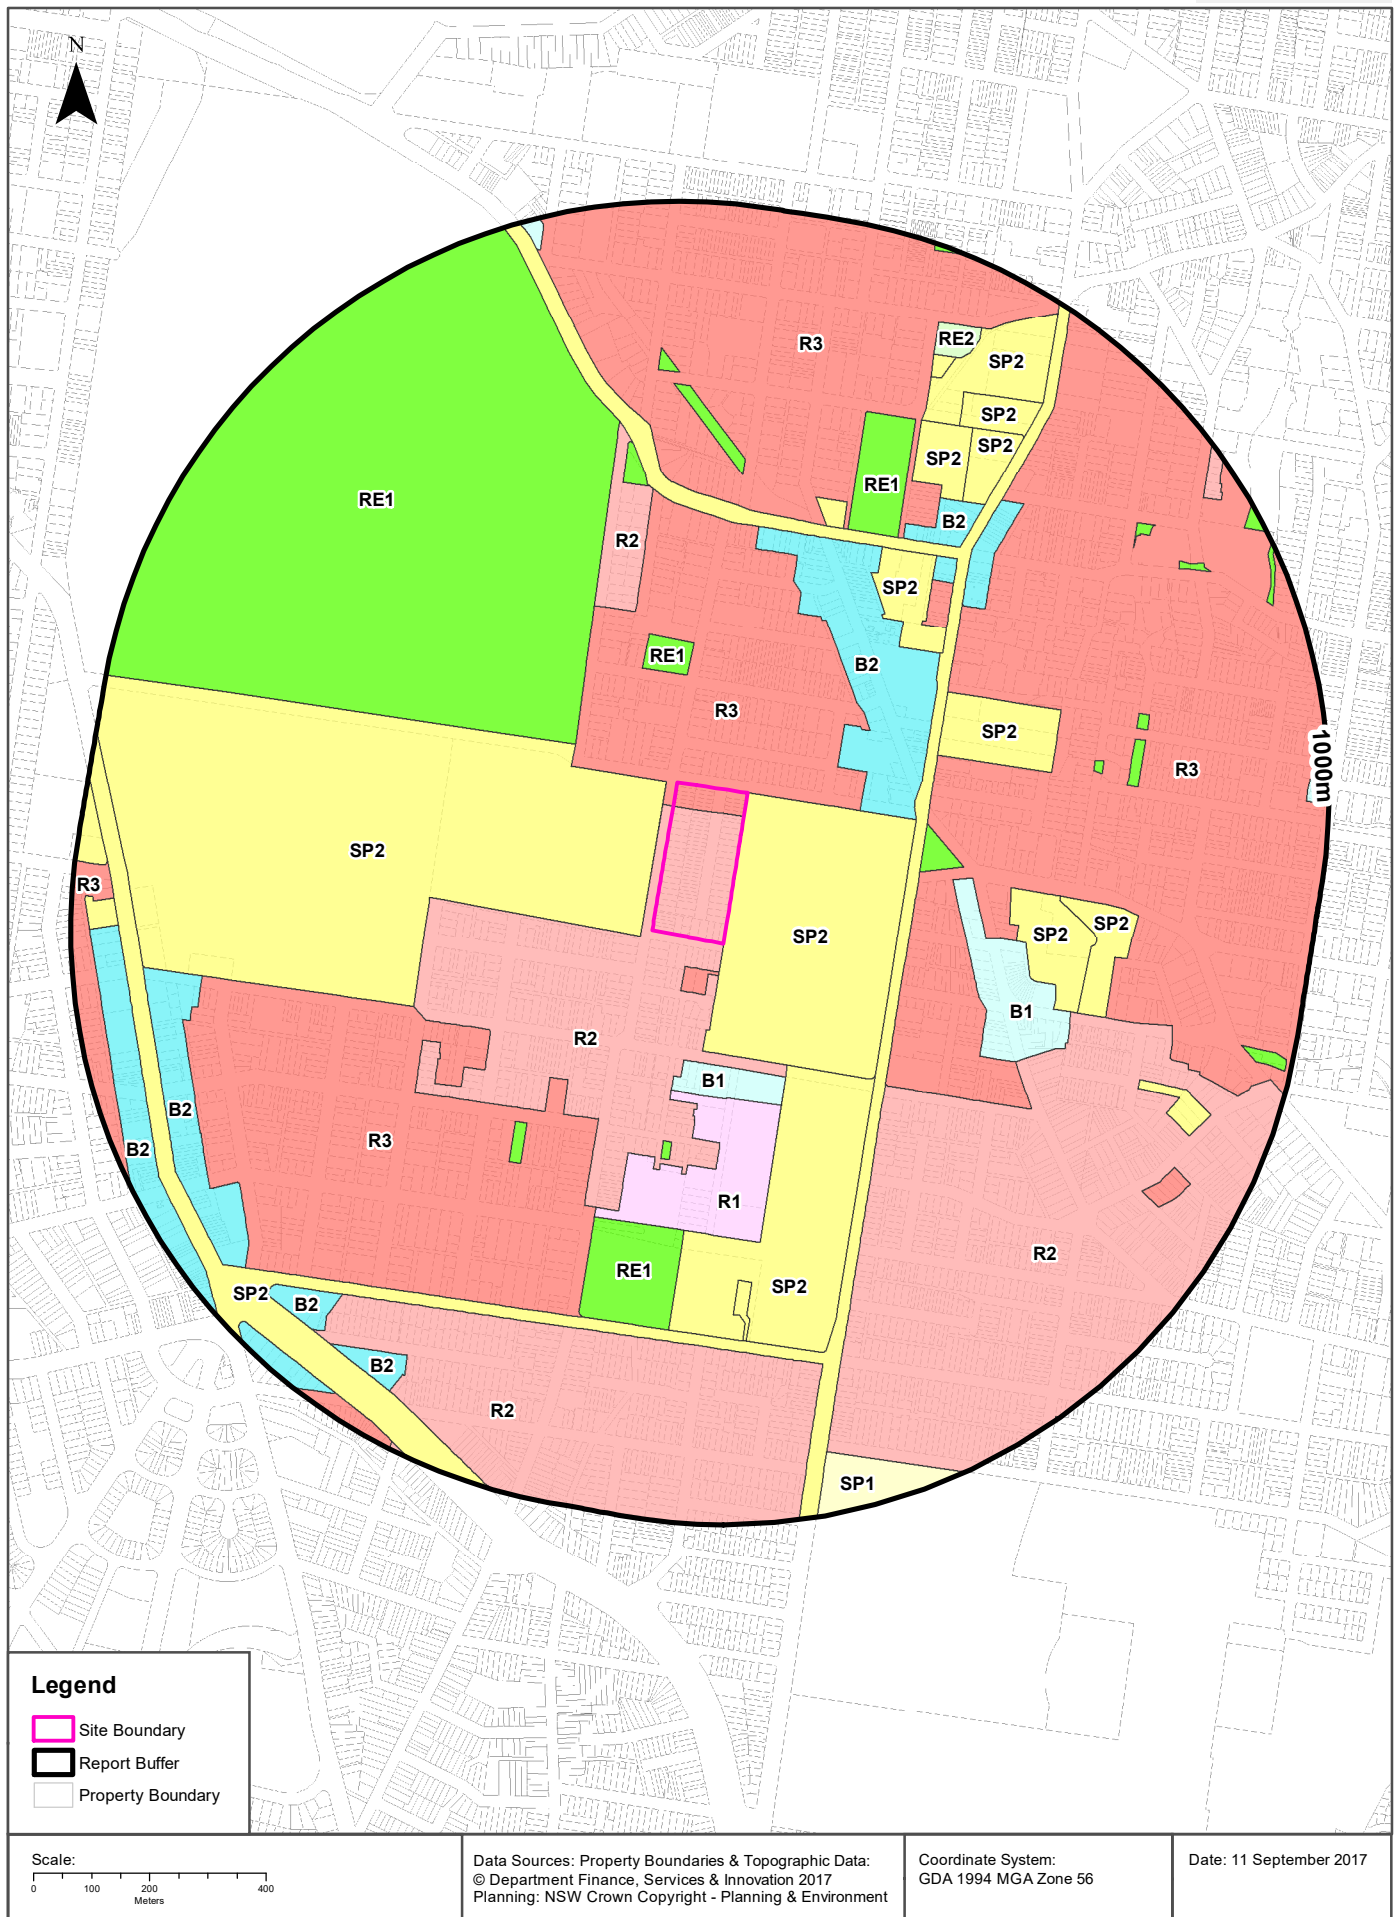 N
R3
RE2
SP2
SP2
SP2
SP2
RE1
RE1
B2
R2
SP2
RE1
B2
R3
SP2
R3
1000m
SP2
R3
SP2
SP2
SP2
B1
R2
B1
B2
R3
B2
R1
R2
RE1
SP2
SP2
B2
B2
R2
SP1
Legend
Site Boundary
Report Buffer
Property Boundary
Scale:
0 100 200 400
Meters
Data Sources: Property Boundaries & Topographic Data:
© Department Finance, Services & Innovation 2017
Planning: NSW Crown Copyright - Planning & Environment
Coordinate System:
GDA 1994 MGA Zone 56
Date: 11 September 2017